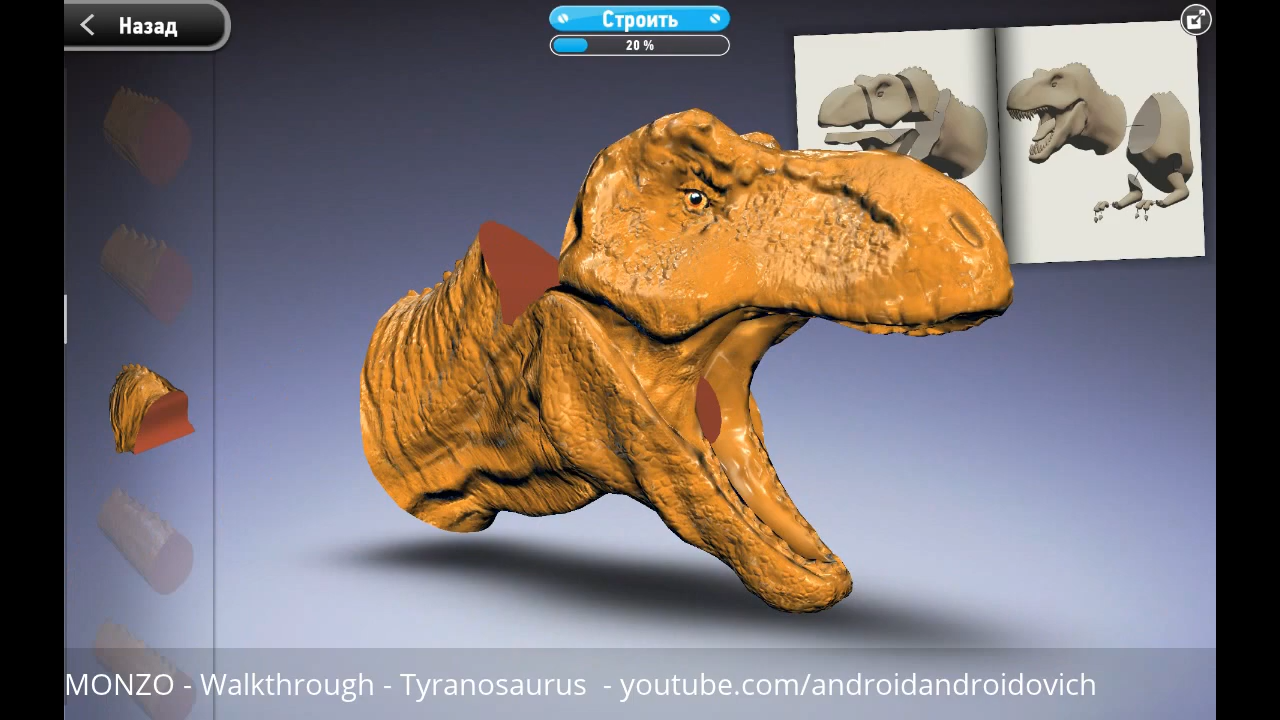 Назад
Строить
20 %
MONZO - Walkthrough - Tyranosaurus - youtube.com/androidandroidovich